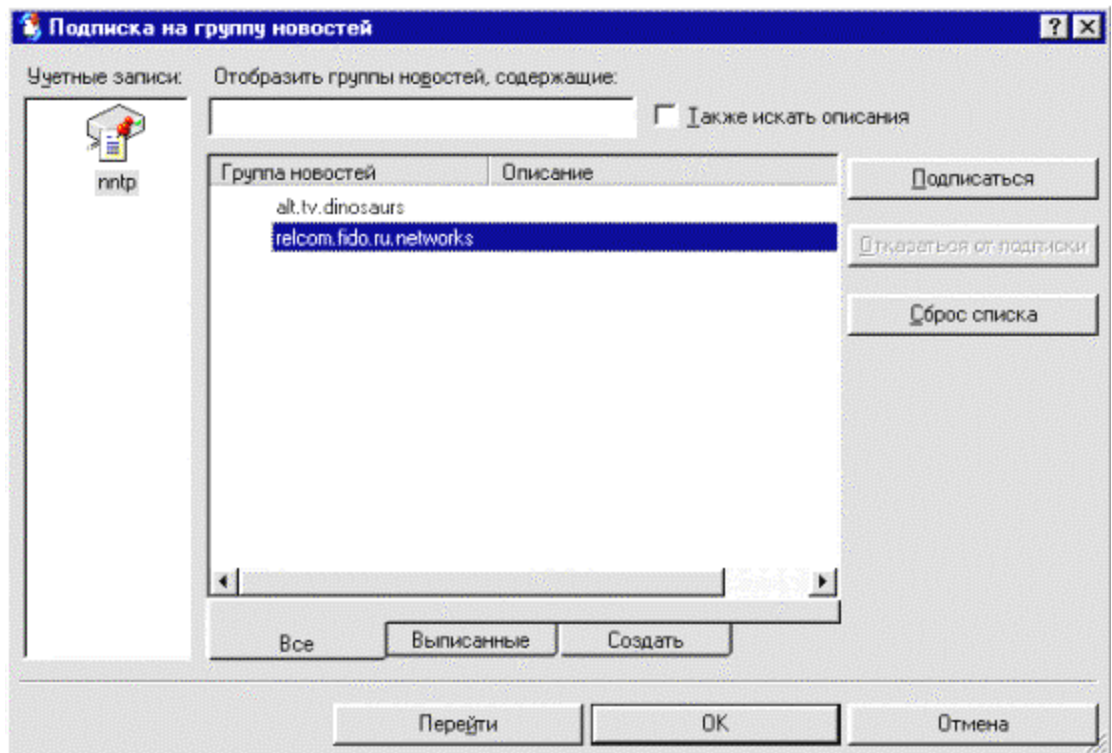 Подписка на группу новостей
Учетные записи:
Отобразить группы новостей, содержащие:
Также искать описания
nntp
Группа новостей Описание
alt.tv.dinosaurs
relcom.fido.ru.networks
Подписаться
Отказаться от подписки
Сброс списка
Все Выписанные Создать
Перейти OK Отмена